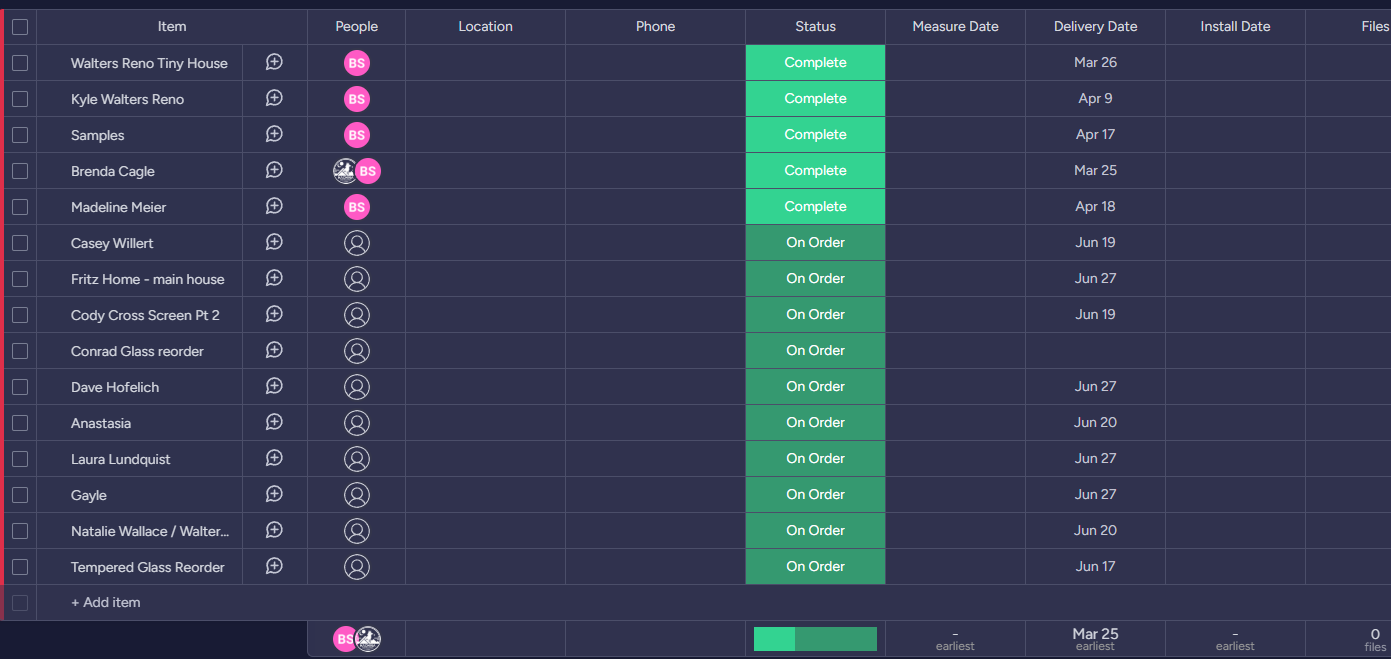 Item People Location Phone Status Measure Date Delivery Date Install Date Files
Walters Reno Tiny House BS Complete Mar 26
Kyle Walters Reno BS Complete Apr 9
Samples BS Complete Apr 17
Brenda Cagle BS Complete Mar 25
Madeline Meier BS Complete Apr 18
Casey Willert On Order Jun 19
Fritz Home - main house On Order Jun 27
Cody Cross Screen Pt 2 On Order Jun 19
Conrad Glass reorder On Order
Dave Hofelich On Order Jun 27
Anastasia On Order Jun 20
Laura Lundquist On Order Jun 27
Gayle On Order Jun 27
Natalie Wallace / Walter... On Order Jun 20
Tempered Glass Reorder On Order Jun 17
+ Add item
BS - Mar 25 - 0
earliest earliest earliest files